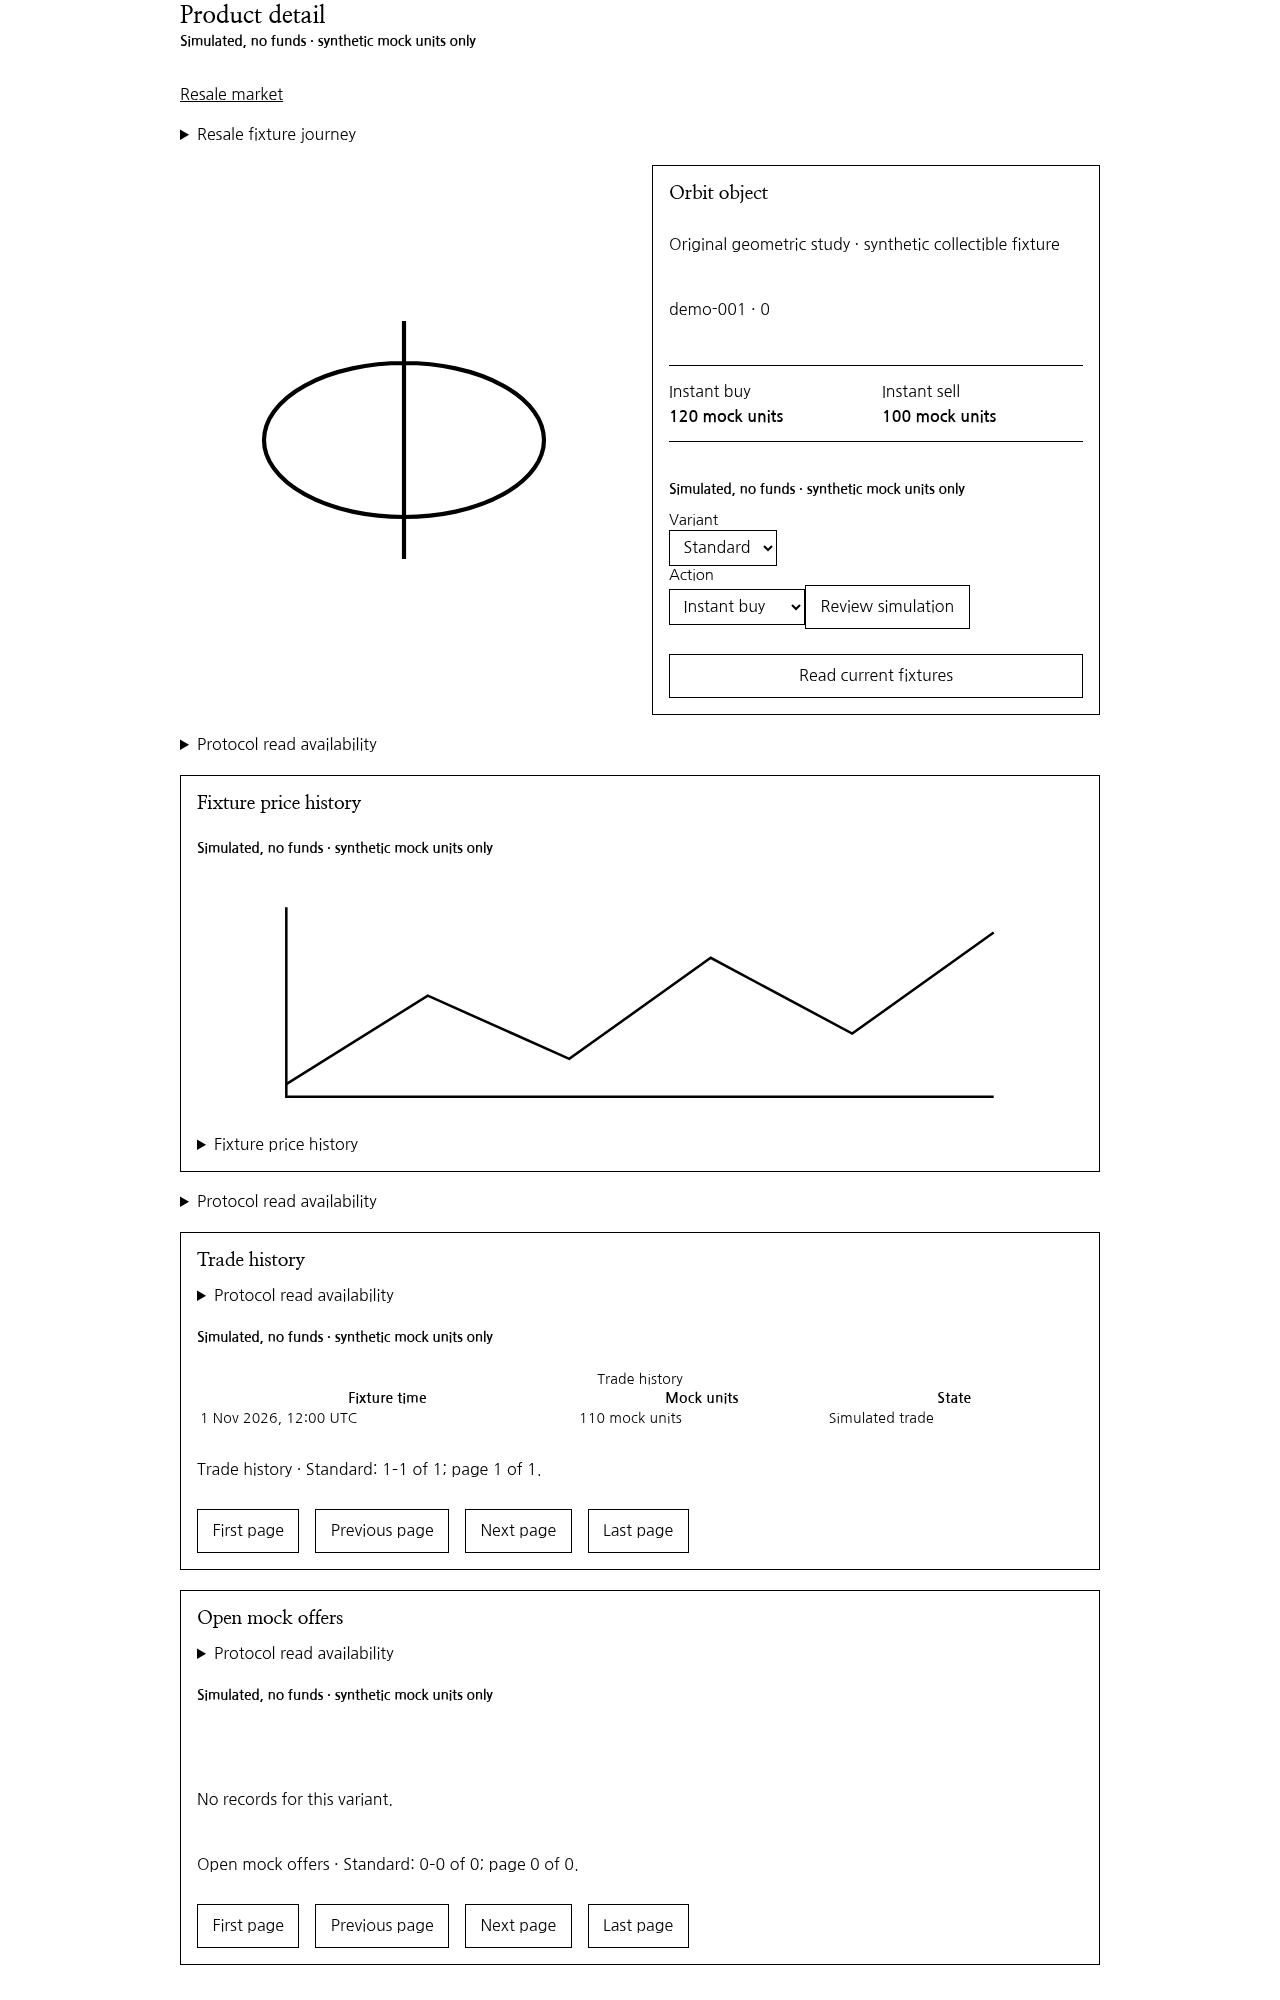 Product detail
Simulated, no funds · synthetic mock units only
Resale market
Resale fixture journey
Orbit object
Original geometric study · synthetic collectible fixture
demo-001 · 0
Instant buy Instant sell
120 mock units 100 mock units
Simulated, no funds · synthetic mock units only
Variant
Standard
Action
Instant buy Review simulation
Read current fixtures
Protocol read availability
Fixture price history
Simulated, no funds · synthetic mock units only
Fixture price history
Protocol read availability
Trade history
Protocol read availability
Simulated, no funds · synthetic mock units only
Trade history
Fixture time Mock units State
1 Nov 2026, 12:00 UTC 110 mock units Simulated trade
Trade history · Standard: 1–1 of 1; page 1 of 1.
First page Previous page Next page Last page
Open mock offers
Protocol read availability
Simulated, no funds · synthetic mock units only
No records for this variant.
Open mock offers · Standard: 0–0 of 0; page 0 of 0.
First page Previous page Next page Last page